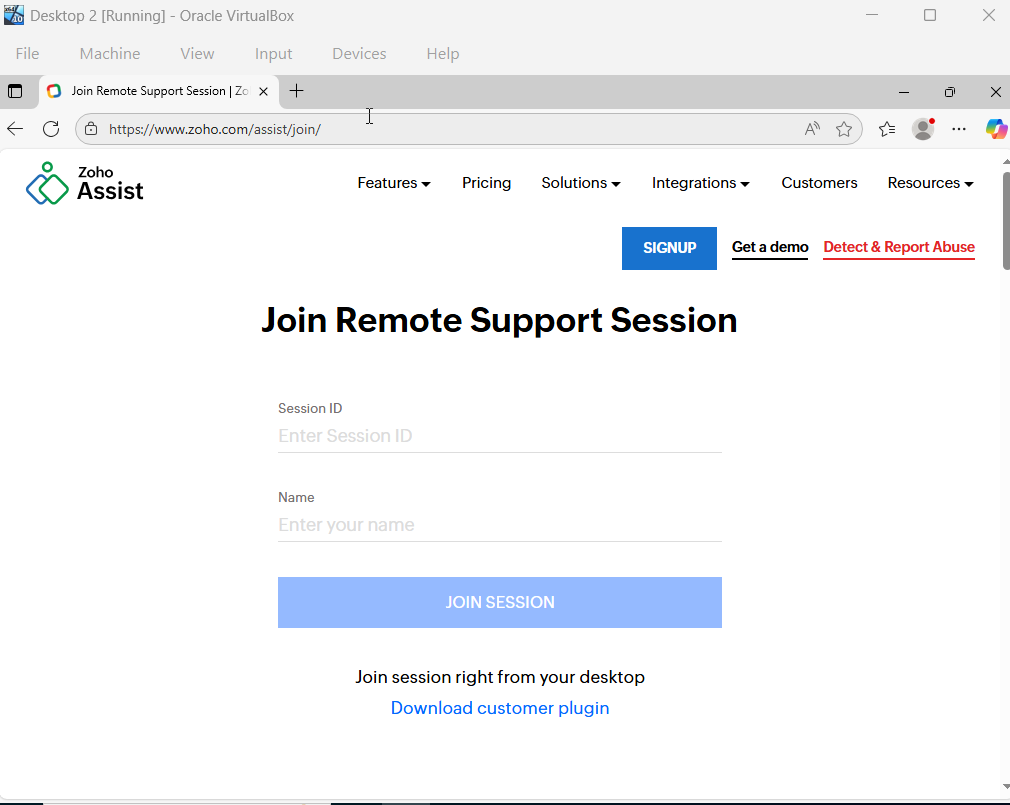 Desktop 2 [Running] - Oracle VirtualBox
File Machine View Input Devices Help
Join Remote Support Session | Zo
https://www.zoho.com/assist/join/
Zoho
Assist
Features Pricing Solutions Integrations Customers Resources
SIGNUP Get a demo Detect & Report Abuse
Join Remote Support Session
Session ID
Enter Session ID
Name
Enter your name
JOIN SESSION
Join session right from your desktop
Download customer plugin